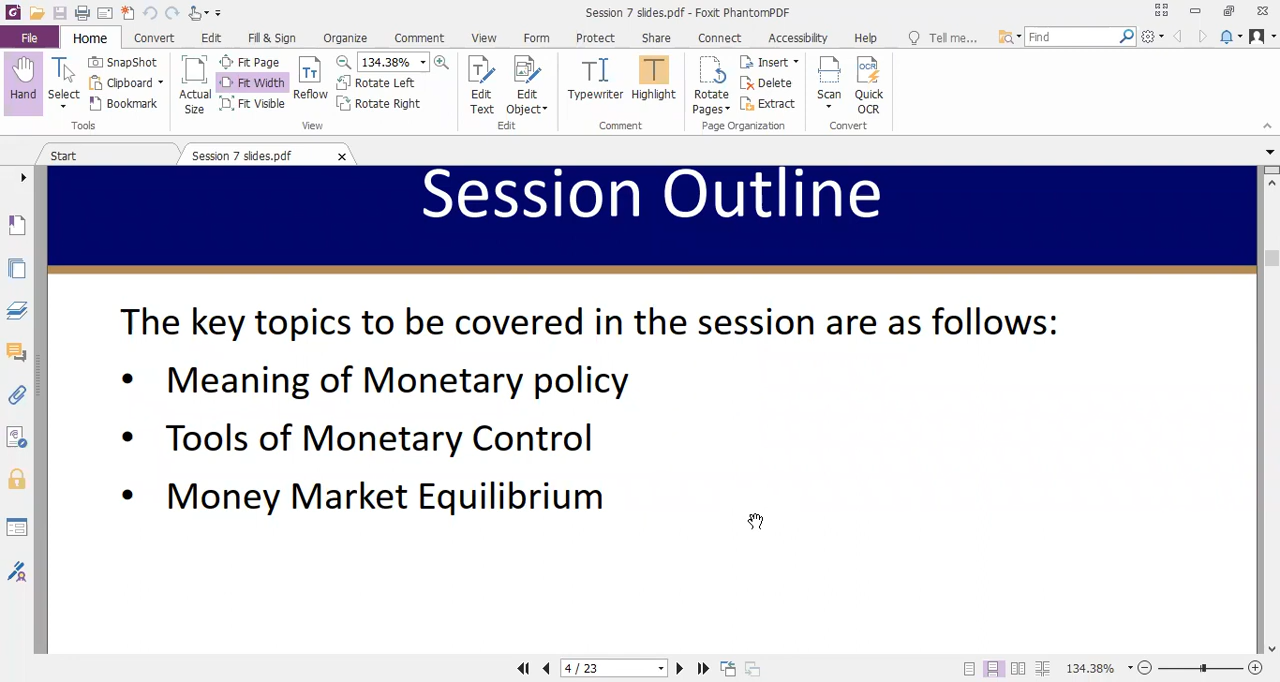 Session 7 slides.pdf - Foxit PhantomPDF
File Home Convert Edit Fill & Sign Organize Comment View Form Protect Share Connect Accessibility Help Tell me... Find
Hand Select SnapShot Clipboard Bookmark
Actual Size Fit Page Fit Width Fit Visible Reflow 134.38% Rotate Left Rotate Right
Edit Text Edit Object Typewriter Highlight
Rotate Pages Insert Delete Extract Scan Quick OCR
Tools View Edit Comment Page Organization Convert
Start Session 7 slides.pdf
Session Outline
The key topics to be covered in the session are as follows:
• Meaning of Monetary policy
• Tools of Monetary Control
• Money Market Equilibrium
4 / 23 134.38%